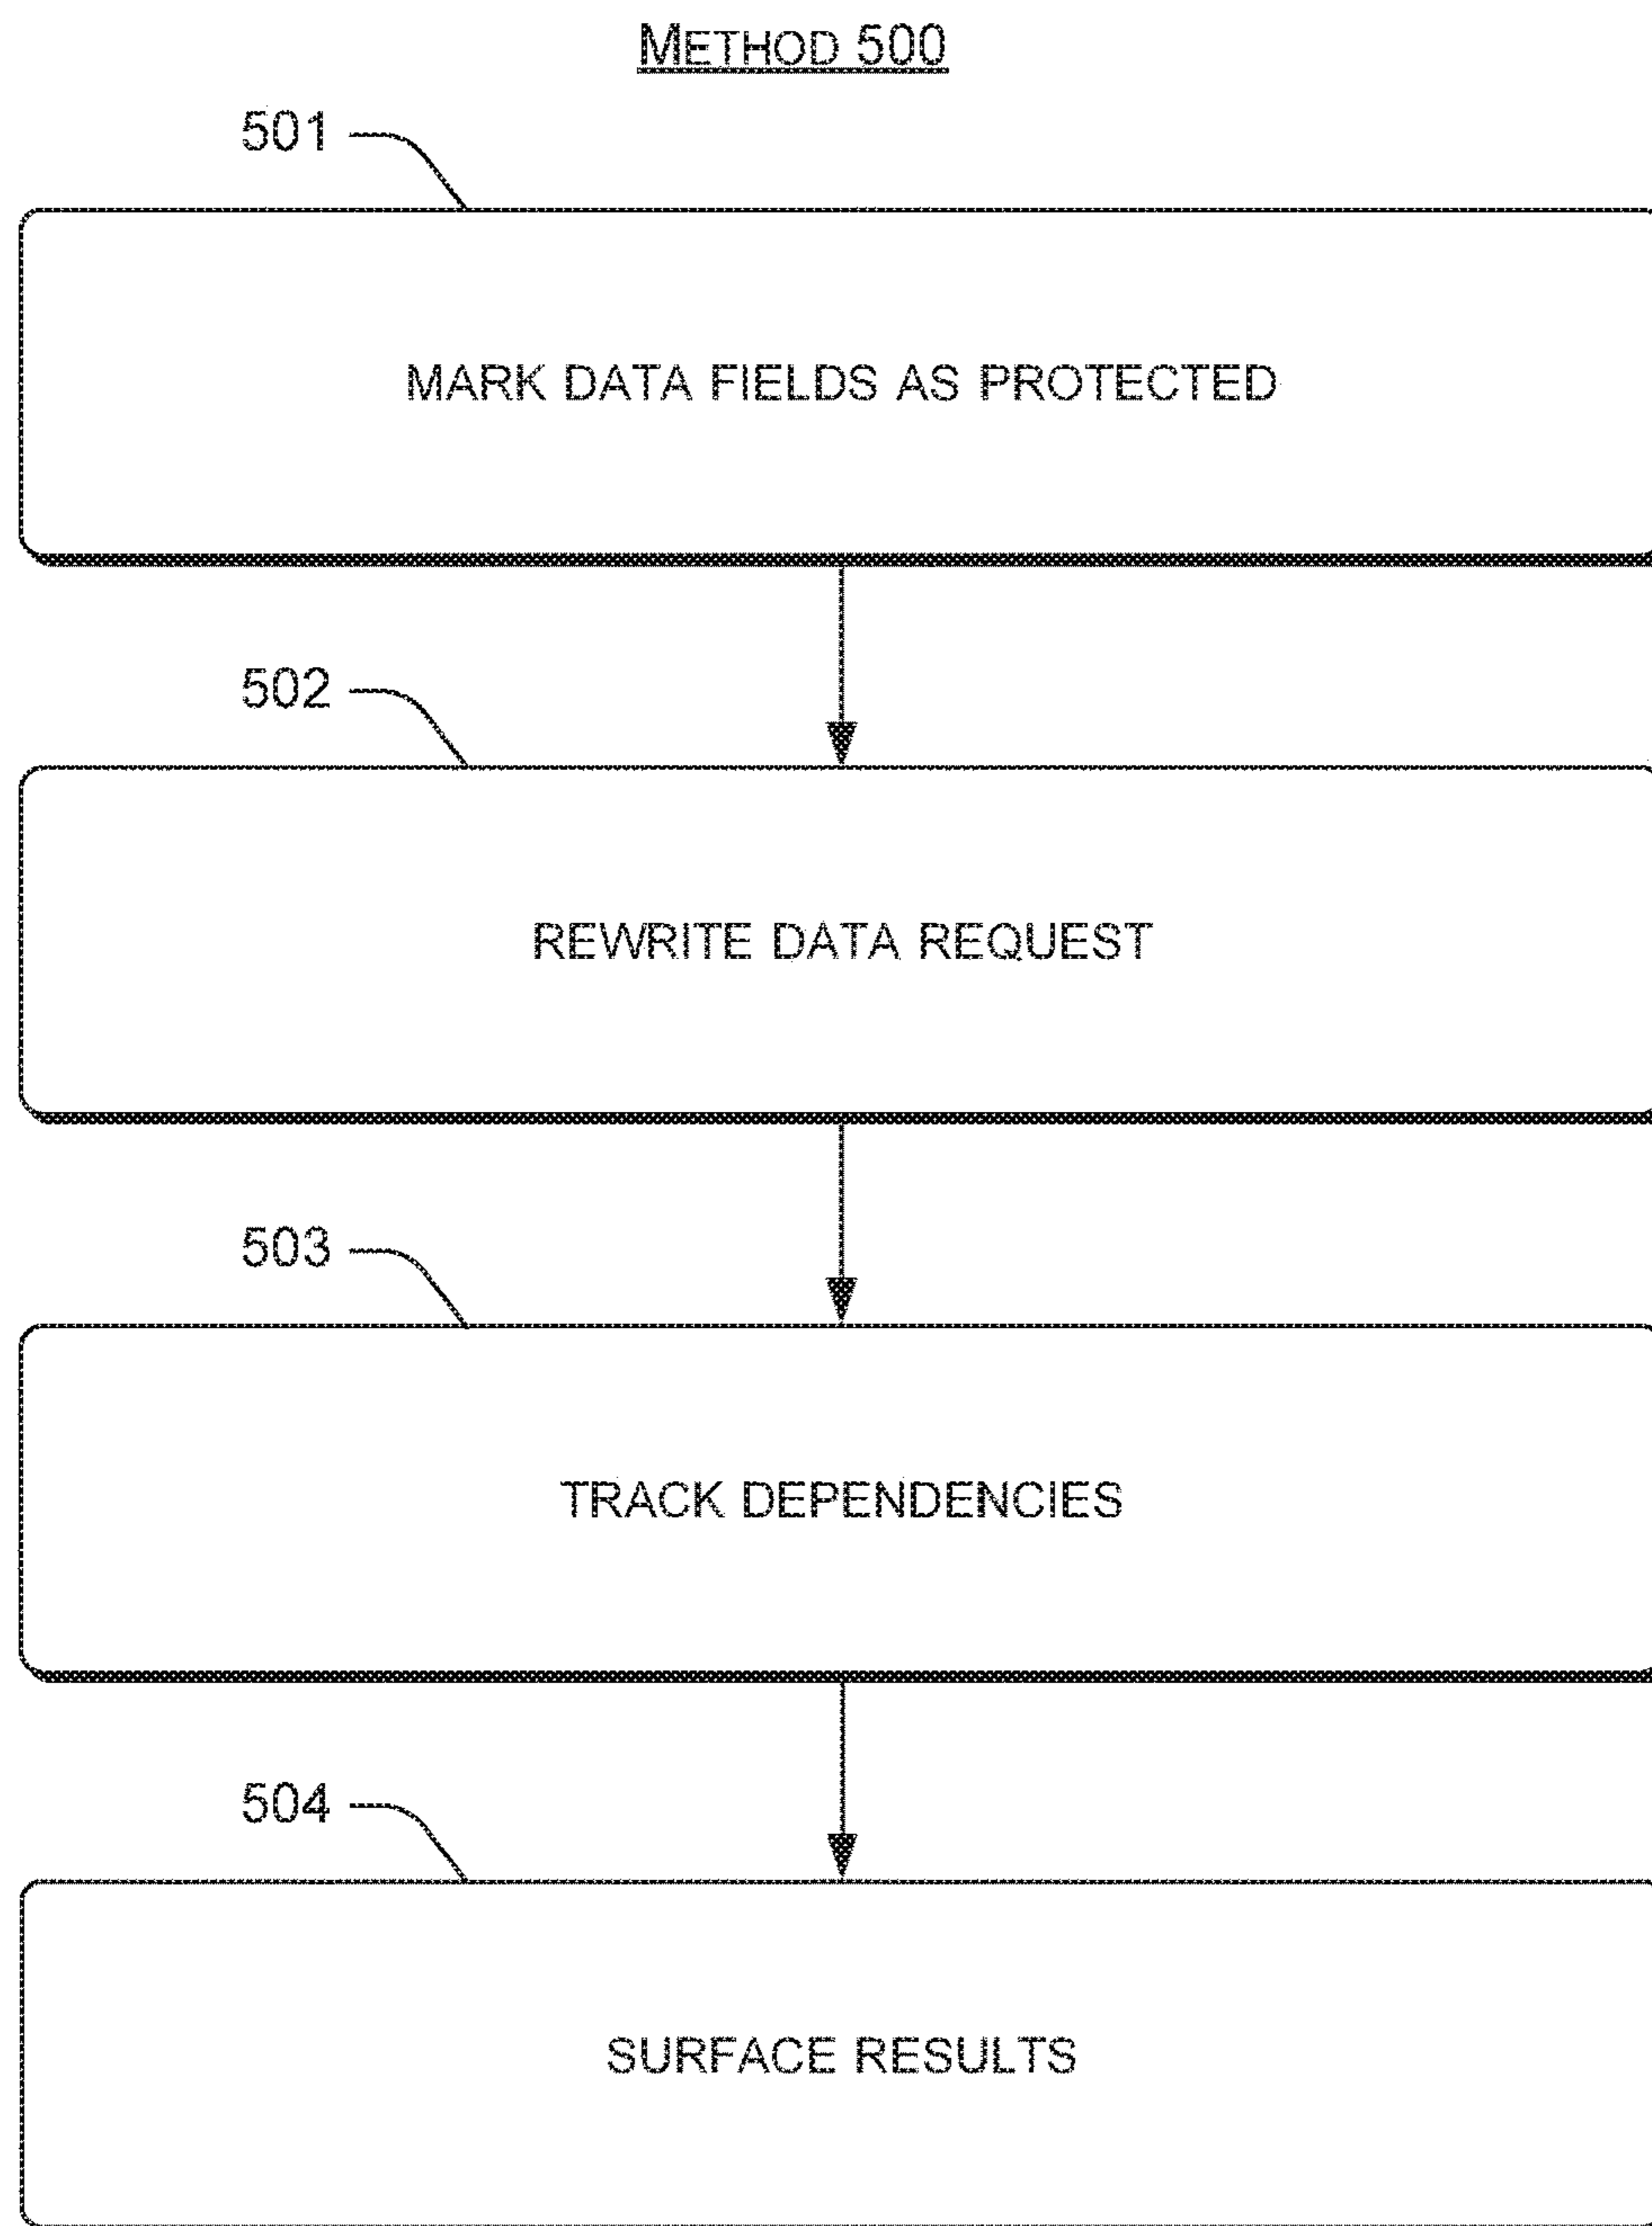 METHOD 500
501
MARK DATA FIELDS AS PROTECTED
502
REWRITE DATA REQUEST
503
TRACK DEPENDENCIES
504
SURFACE RESULTS